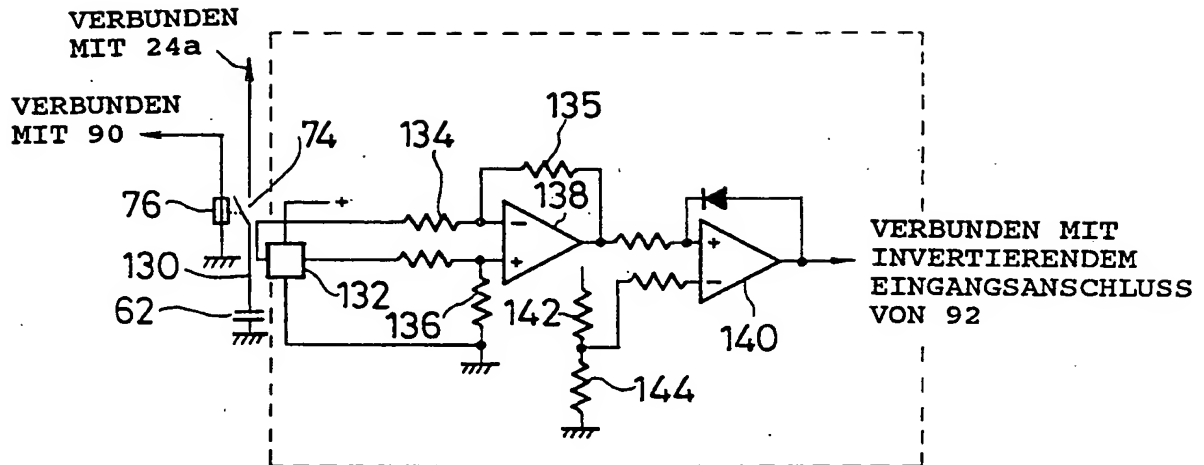 VERBUNDEN
MIT 24a
VERBUNDEN
MIT 90
74
76
130
62
132
134
135
138
136
142
144
140
+
-
+
+
-
VERBUNDEN MIT
INVERTIERENDEM
EINGANGSANSCHLUSS
VON 92